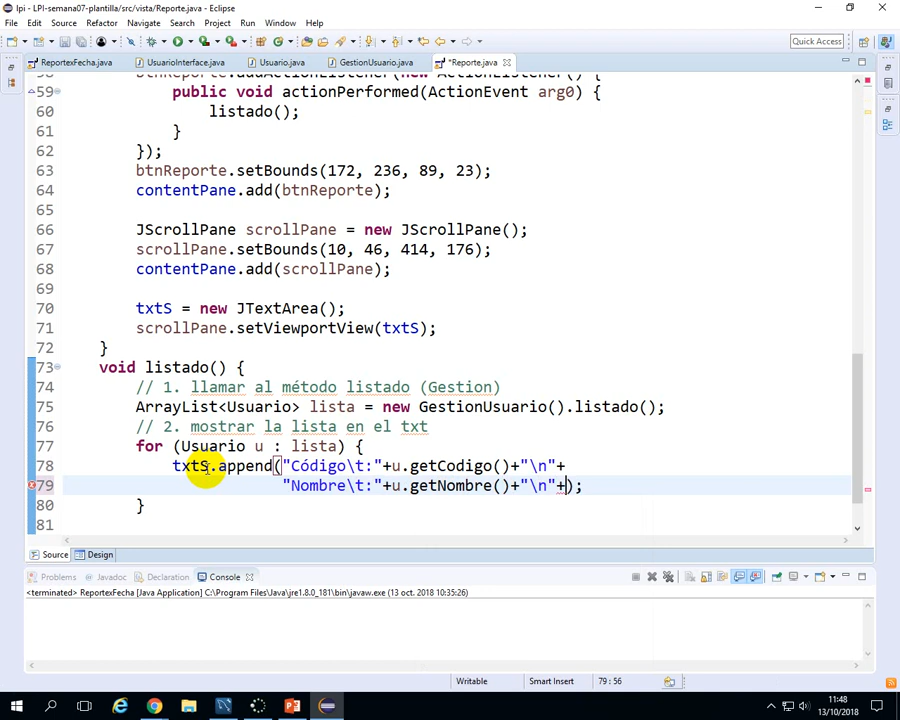 lpi - LPI-semana07-plantilla/src/vista/Reporte.java - Eclipse
File Edit Source Refactor Navigate Search Project Run Window Help
Quick Access
ReportexFecha.java UsuarioInterface.java Usuario.java GestionUsuario.java *Reporte.java
58 btnReporte.addActionListener(new ActionListener() {
59 public void actionPerformed(ActionEvent arg0) {
60 listado();
61 }
62 });
63 btnReporte.setBounds(172, 236, 89, 23);
64 contentPane.add(btnReporte);
65
66 JScrollPane scrollPane = new JScrollPane();
67 scrollPane.setBounds(10, 46, 414, 176);
68 contentPane.add(scrollPane);
69
70 txtS = new JTextArea();
71 scrollPane.setViewportView(txtS);
72 }
73 void listado() {
74 // 1. llamar al método listado (Gestion)
75 ArrayList<Usuario> lista = new GestionUsuario().listado();
76 // 2. mostrar la lista en el txt
77 for (Usuario u : lista) {
78 txtS.append("Código\t:"+u.getCodigo()+"\n"+
79 "Nombre\t:"+u.getNombre()+"\n"+);
80 }
81
Source Design
Problems Javadoc Declaration Console
<terminated> ReportexFecha [Java Application] C:\Program Files\Java\jre1.8.0_181\bin\javaw.exe (13 oct. 2018 10:35:26)
Writable Smart Insert 79 : 56
11:48
13/10/2018